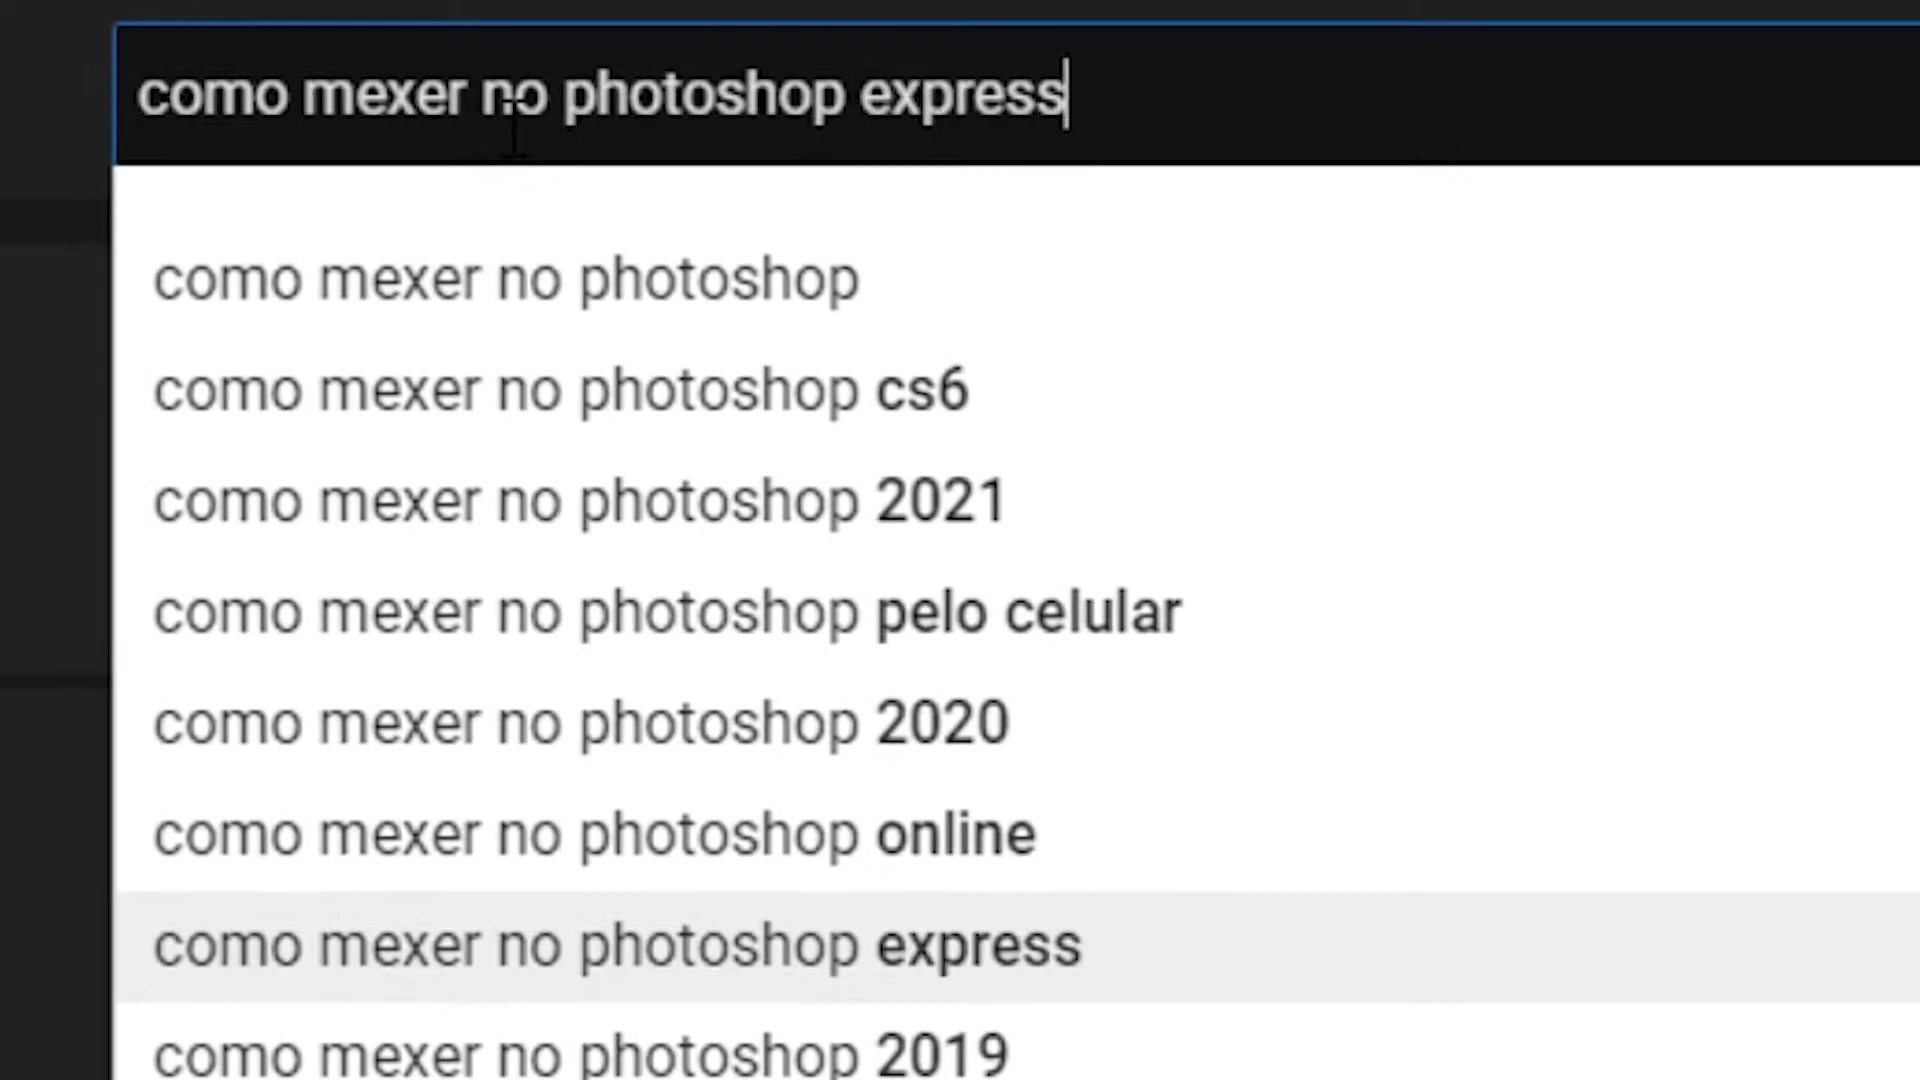 como mexer no photoshop express
como mexer no photoshop
como mexer no photoshop cs6
como mexer no photoshop 2021
como mexer no photoshop pelo celular
como mexer no photoshop 2020
como mexer no photoshop online
como mexer no photoshop express
como mexer no photoshop 2019